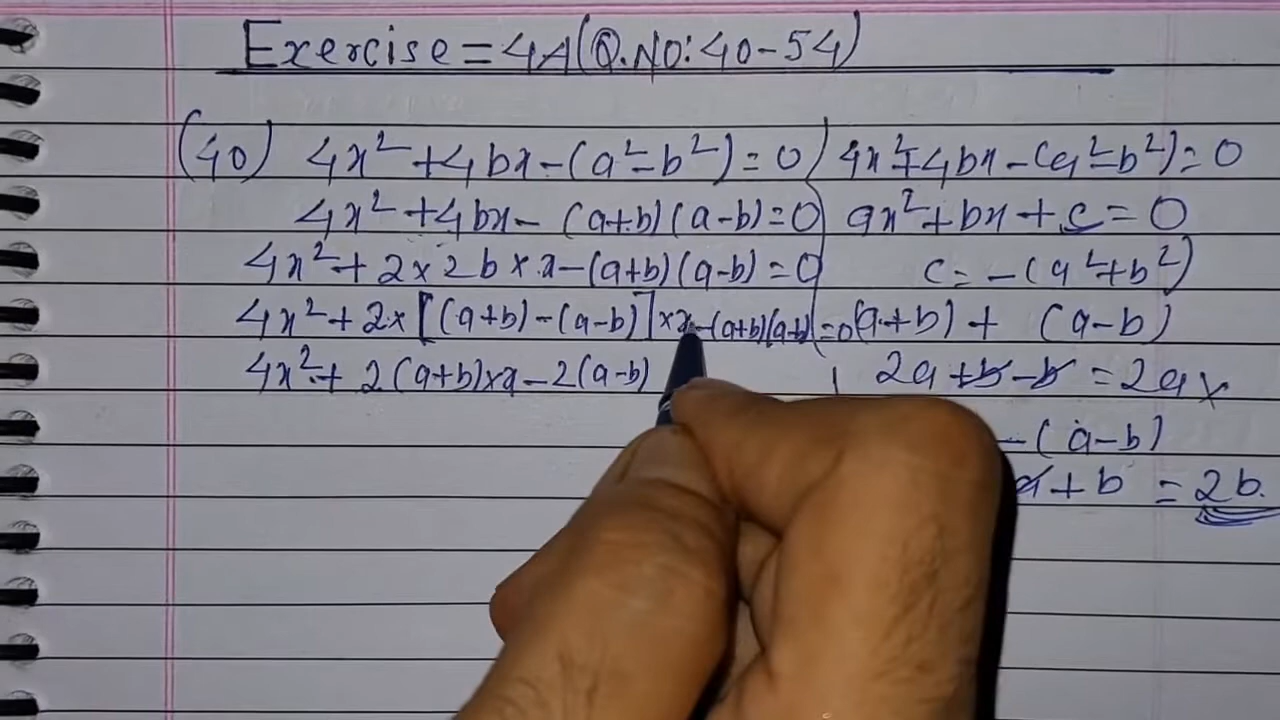 Exercise = 4A(Q.NO: 40-54)
(40) 4x² + 4bx - (a² - b²) = 0
4x² + 4bx - (a+b)(a-b) = 0
4x² + 2 × 2b × x - (a+b)(a-b) = 0
4x² + 2 × [(a+b) - (a-b)] × x - (a+b)(a-b) = 0
4x² + 2(a+b) × x - 2(a-b)
4x² + 4bx - (a² - b²) = 0
ax² + bx + c = 0
c = - (a² + b²)
(a+b) + (a-b)
2a + b - b = 2a ×
- (a-b)
a + b = 2b.